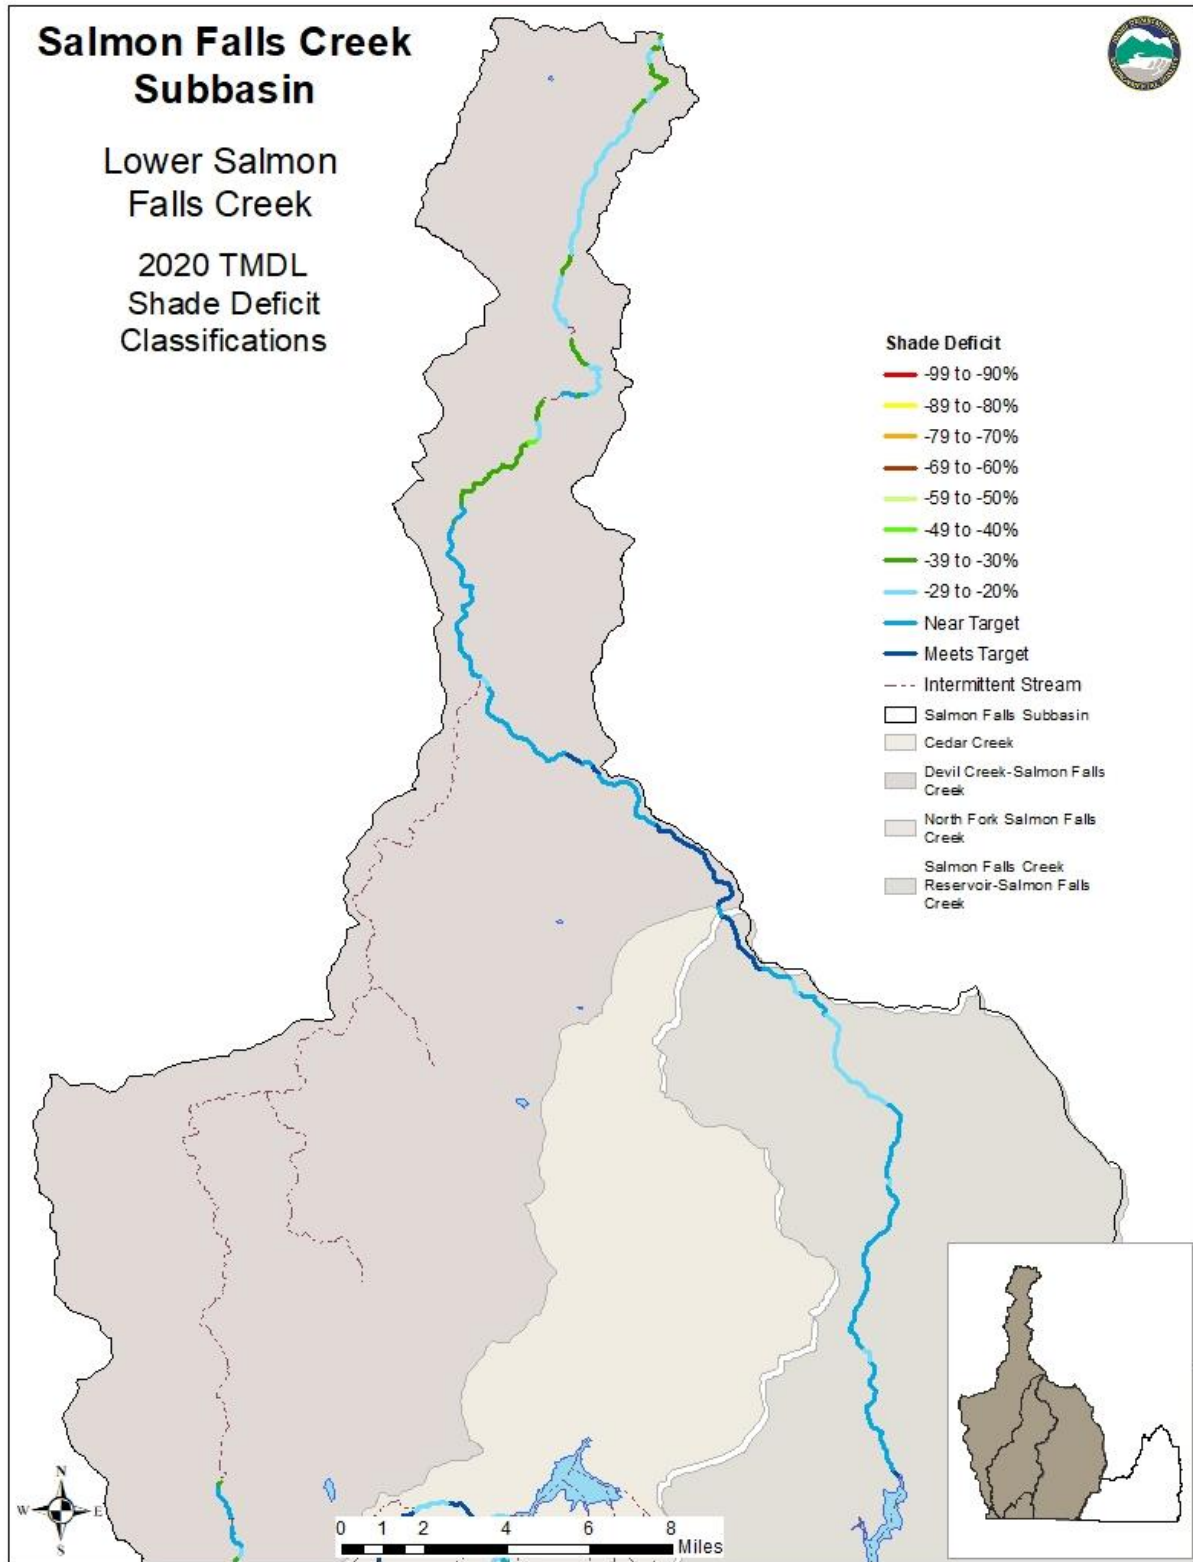 Salmon Falls Creek
Subbasin
Lower Salmon
Falls Creek
2020 TMDL
Shade Deficit
Classifications
Shade Deficit
-99 to -90%
-89 to -80%
-79 to -70%
-69 to -60%
-59 to -50%
-49 to -40%
-39 to -30%
-29 to -20%
Near Target
Meets Target
Intermittent Stream
Salmon Falls Subbasin
Cedar Creek
Devil Creek-Salmon Falls
Creek
North Fork Salmon Falls
Creek
Salmon Falls Creek
Reservoir-Salmon Falls
Creek
N
W E
S
0 1 2 4 6 8
Miles